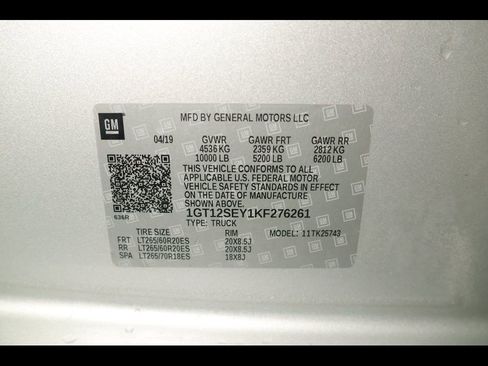 MFD BY GENERAL MOTORS LLC
GM
04/19 GVWR GAWR FRT GAWR RR
4536 KG 2359 KG 2812 KG
10000 LB 5200 LB 6200 LB
THIS VEHICLE CONFORMS TO ALL
APPLICABLE U.S. FEDERAL MOTOR
VEHICLE SAFETY STANDARDS IN EFFECT
ON THE DATE OF MANUFACTURE
SHOWN ABOVE.
1GT12SEY1KF276261
636R TYPE: TRUCK
TIRE SIZE RIM MODEL: 11TK25743
FRT LT265/60R20ES 20X8.5J
RR LT265/60R20ES 20X8.5J
SPA LT265/70R18ES 18X8J